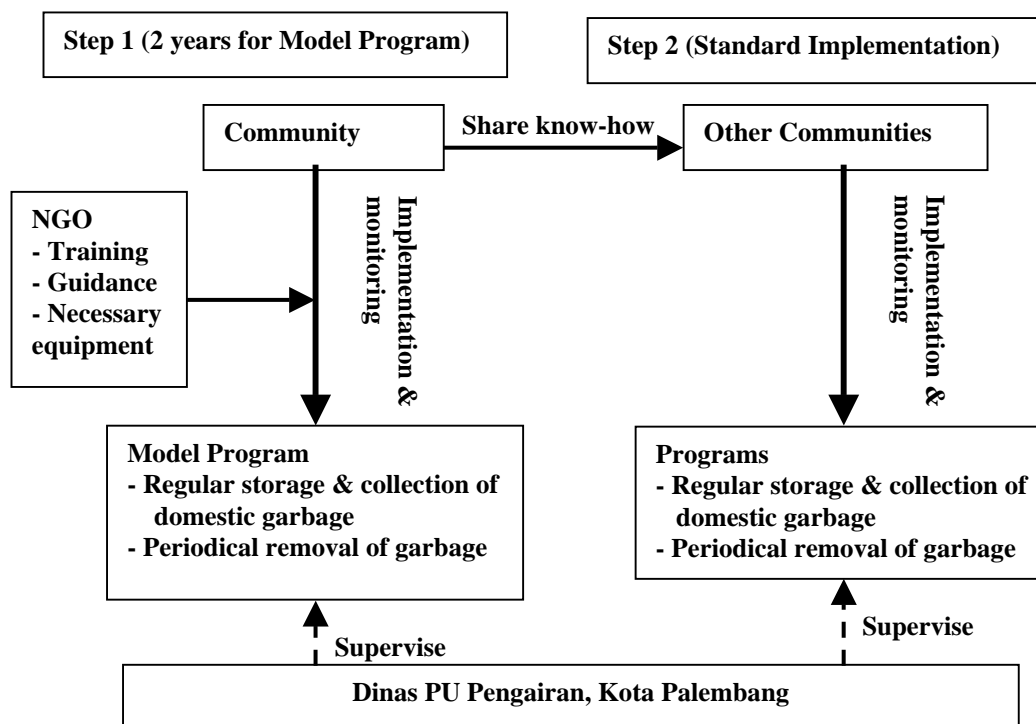 Step 1 (2 years for Model Program)
Step 2 (Standard Implementation)
Community
Share know-how
Other Communities
NGO
- Training
- Guidance
- Necessary
equipment
Implementation &
monitoring
Implementation &
monitoring
Model Program
- Regular storage & collection of
domestic garbage
- Periodical removal of garbage
Programs
- Regular storage & collection of
domestic garbage
- Periodical removal of garbage
Supervise
Supervise
Dinas PU Pengairan, Kota Palembang